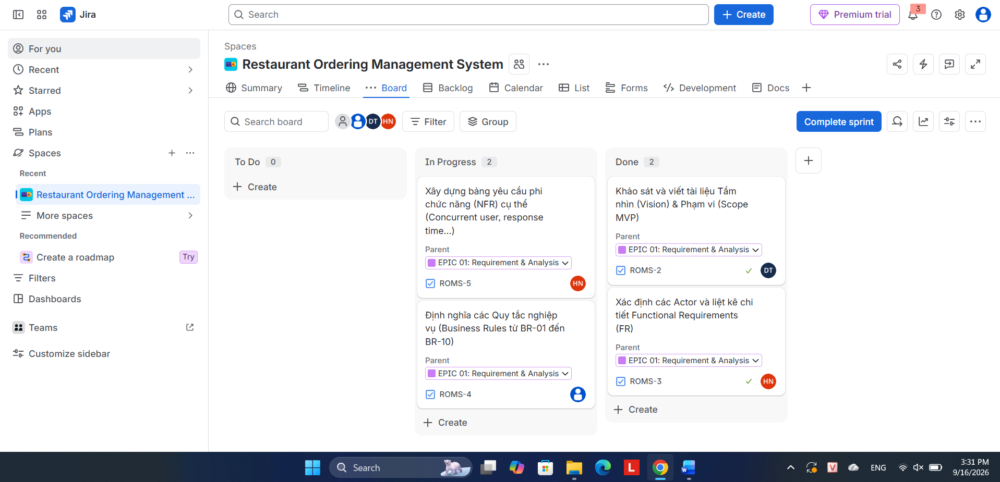 Jira
Search
Create
Premium trial
3
For you
Recent
Starred
Apps
Plans
Spaces
Recent
Restaurant Ordering Management ...
More spaces
Recommended
Create a roadmap
Try
Filters
Dashboards
Teams
Customize sidebar
Spaces
Restaurant Ordering Management System
Summary
Timeline
Board
Backlog
Calendar
List
Forms
Development
Docs
Search board
DT
HN
Filter
Group
Complete sprint
To Do 0
Create
In Progress 2
Xây dựng bảng yêu cầu phi
chức năng (NFR) cụ thể
(Concurrent user, response
time...)
Parent
EPIC 01: Requirement & Analysis
ROMS-5
HN
Định nghĩa các Quy tắc nghiệp
vụ (Business Rules từ BR-01 đến
BR-10)
Parent
EPIC 01: Requirement & Analysis
ROMS-4
Create
Done 2
Khảo sát và viết tài liệu Tầm
nhìn (Vision) & Phạm vi (Scope
MVP)
Parent
EPIC 01: Requirement & Analysis
ROMS-2
DT
Xác định các Actor và liệt kê chi
tiết Functional Requirements
(FR)
Parent
EPIC 01: Requirement & Analysis
ROMS-3
HN
Create
Search
L
W
V
ENG
3:31 PM
9/16/2026